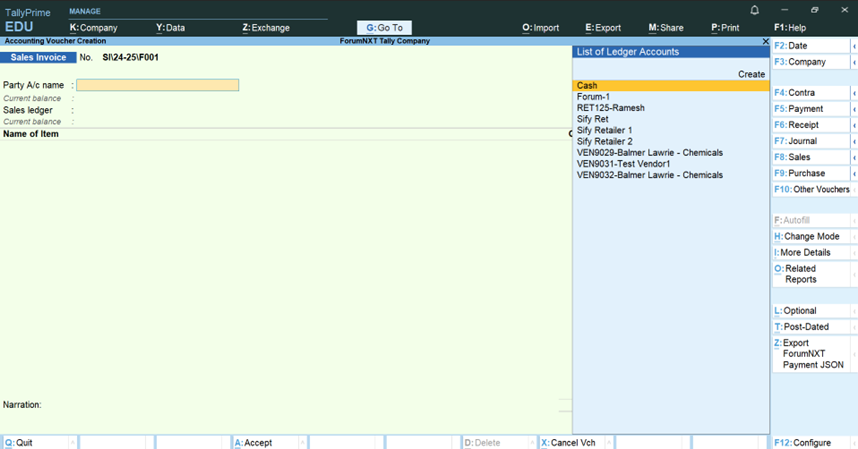 TallyPrime
EDU
MANAGE
K:Company
Y:Data
Z:Exchange
G:Go To
O:Import
E:Export
M:Share
P:Print
F1:Help
Accounting Voucher Creation
ForumNXT Tally Company
Sales Invoice No. SI\24-25\F001
Party A/c name :
Current balance :
Sales ledger :
Current balance :
Name of Item
List of Ledger Accounts
Create
Cash
Forum-1
RET125-Ramesh
Sify Ret
Sify Retailer 1
Sify Retailer 2
VEN9029-Balmer Lawrie - Chemicals
VEN9031-Test Vendor1
VEN9032-Balmer Lawrie - Chemicals
F2:Date
F3:Company
F4:Contra
F5:Payment
F6:Receipt
F7:Journal
F8:Sales
F9:Purchase
F10:Other Vouchers
F:Autofill
H:Change Mode
I:More Details
O:Related
Reports
L:Optional
T:Post-Dated
Z:Export
ForumNXT
Payment JSON
Narration:
Q:Quit
A:Accept
D:Delete
X:Cancel Vch
F12:Configure